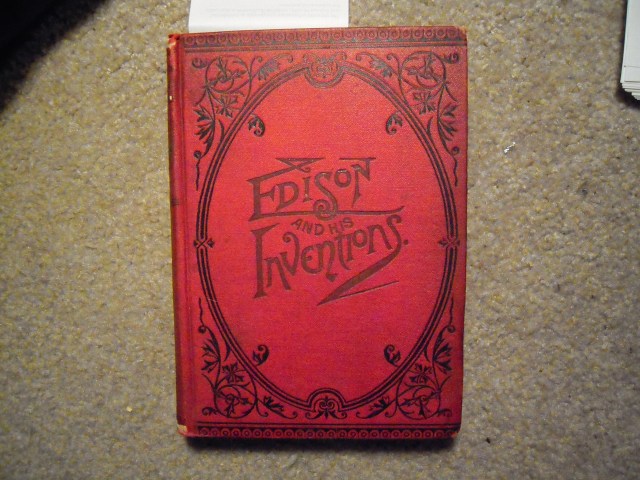 EDISON
AND HIS
INVENTIONS.